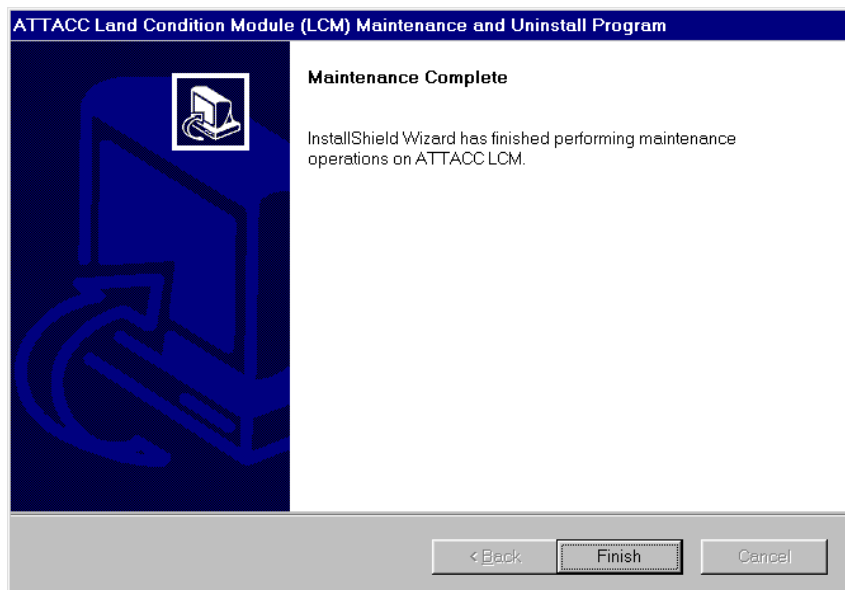 ATTACC Land Condition Module (LCM) Maintenance and Uninstall Program
Maintenance Complete
InstallShield Wizard has finished performing maintenance
operations on ATTACC LCM.
< Back
Finish
Cancel